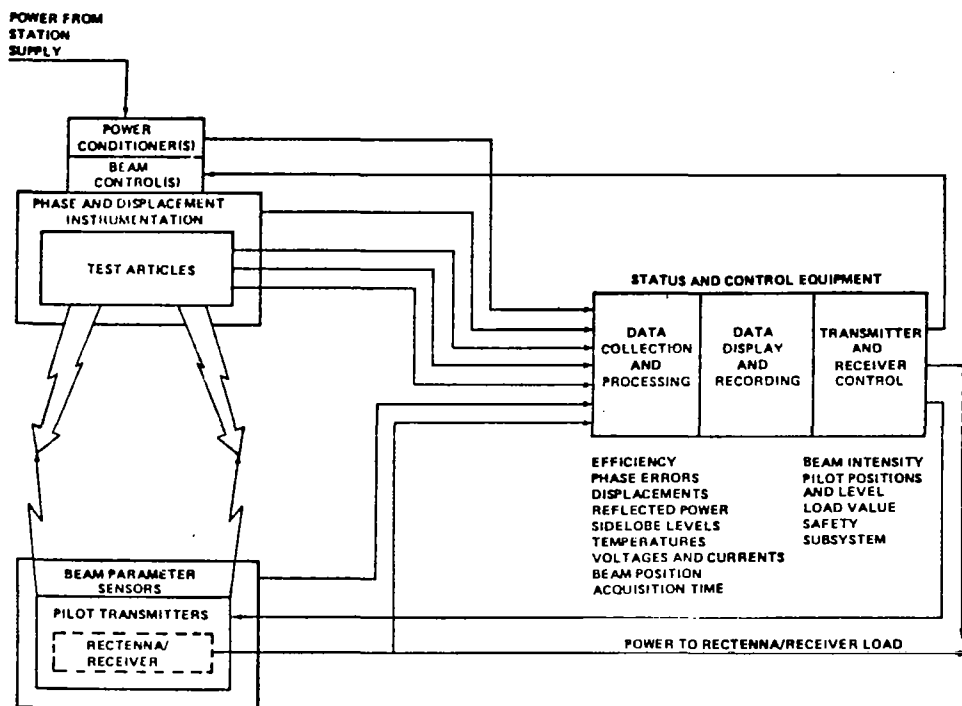 POWER FROM
STATION
SUPPLY
POWER
CONDITIONER(S)
BEAM
CONTROL(S)
PHASE AND DISPLACEMENT
INSTRUMENTATION
TEST ARTICLES
STATUS AND CONTROL EQUIPMENT
DATA
COLLECTION
AND
PROCESSING
DATA
DISPLAY
AND
RECORDING
TRANSMITTER
AND
RECEIVER
CONTROL
EFFICIENCY
PHASE ERRORS
DISPLACEMENTS
REFLECTED POWER
SIDELOBE LEVELS
TEMPERATURES
VOLTAGES AND CURRENTS
BEAM POSITION
ACQUISITION TIME
BEAM INTENSITY
PILOT POSITIONS
AND LEVEL
LOAD VALUE
SAFETY
SUBSYSTEM
BEAM PARAMETER
SENSORS
PILOT TRANSMITTERS
RECTENNA/
RECEIVER
POWER TO RECTENNA/RECEIVER LOAD